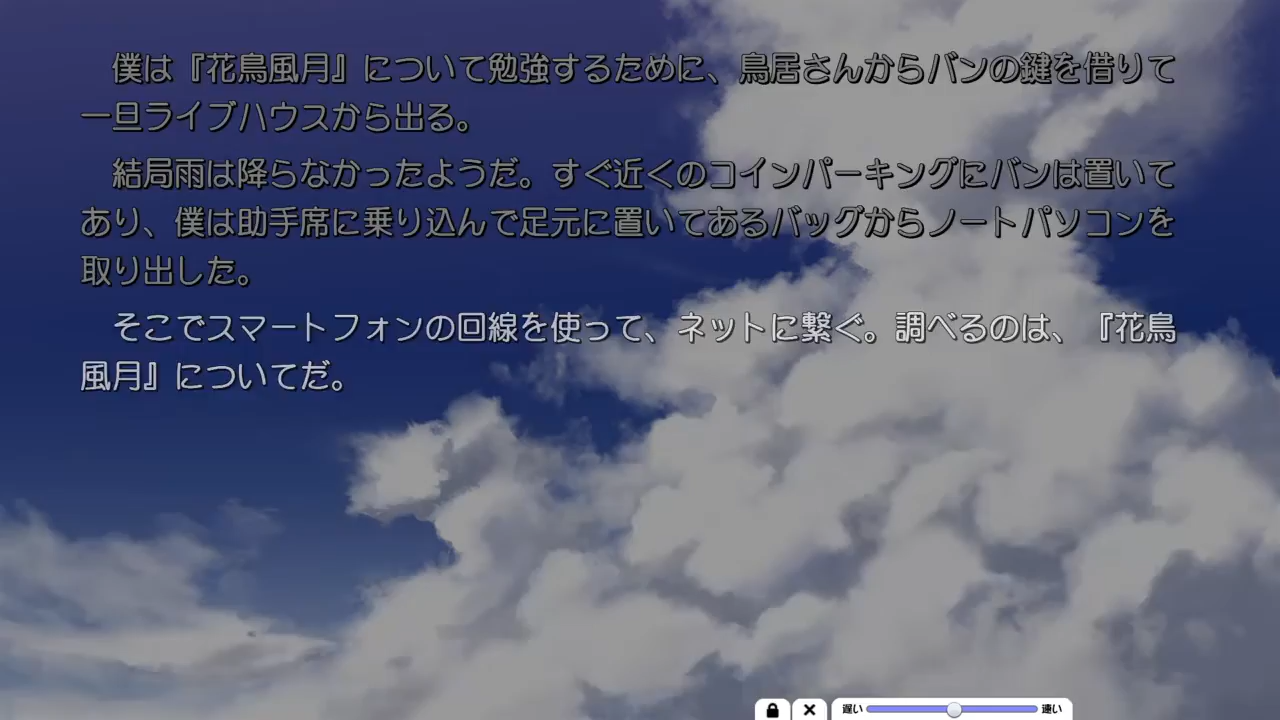 僕は『花鳥風月』について勉強するために、鳥居さんからバンの鍵を借りて
一旦ライブハウスから出る。
結局雨は降らなかったようだ。すぐ近くのコインパーキングにバンは置いて
あり、僕は助手席に乗り込んで足元に置いてあるバッグからノートパソコンを
取り出した。
そこでスマートフォンの回線を使って、ネットに繋ぐ。調べるのは、『花鳥
風月』についてだ。
遅い 速い